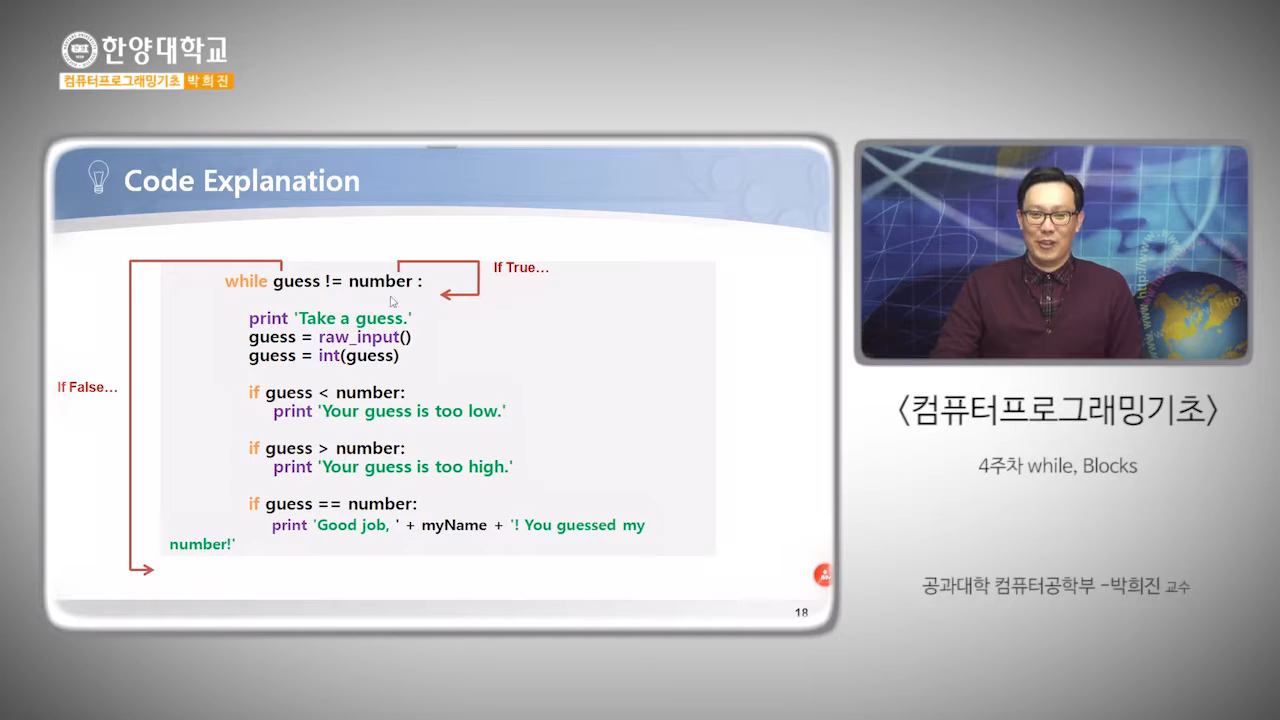 한양대학교
컴퓨터프로그래밍기초 박희진
Code Explanation
while guess != number :
If True...
print 'Take a guess.'
guess = raw_input()
guess = int(guess)
If False...
if guess < number:
print 'Your guess is too low.'
if guess > number:
print 'Your guess is too high.'
if guess == number:
print 'Good job, ' + myName + '! You guessed my
number!'
18
<컴퓨터프로그래밍기초>
4주차 while, Blocks
공과대학 컴퓨터공학부 -박희진 교수